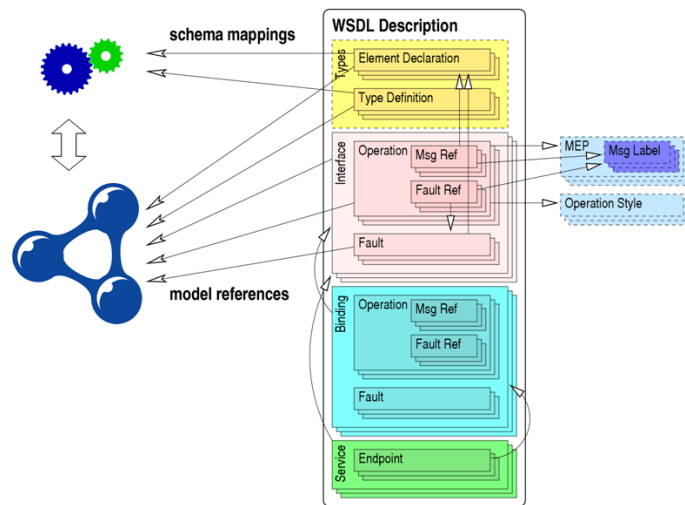 WSDL Description
schema mappings
Types
Element Declaration
Type Definition
Interface
Operation
Msg Ref
Fault Ref
Fault
MEP
Msg Label
Operation Style
model references
Binding
Operation
Msg Ref
Fault Ref
Fault
Service
Endpoint